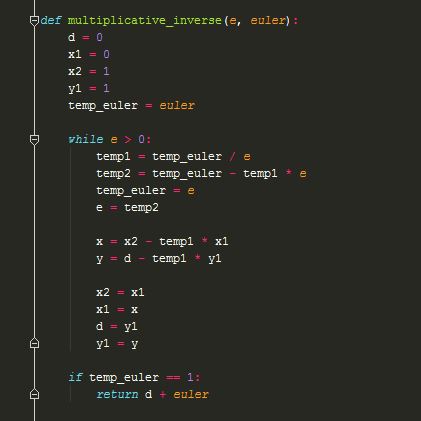 def multiplicative_inverse(e, euler):
    d = 0
    x1 = 0
    x2 = 1
    y1 = 1
    temp_euler = euler

    while e > 0:
        temp1 = temp_euler / e
        temp2 = temp_euler - temp1 * e
        temp_euler = e
        e = temp2

        x = x2 - temp1 * x1
        y = d - temp1 * y1

        x2 = x1
        x1 = x
        d = y1
        y1 = y

    if temp_euler == 1:
        return d + euler